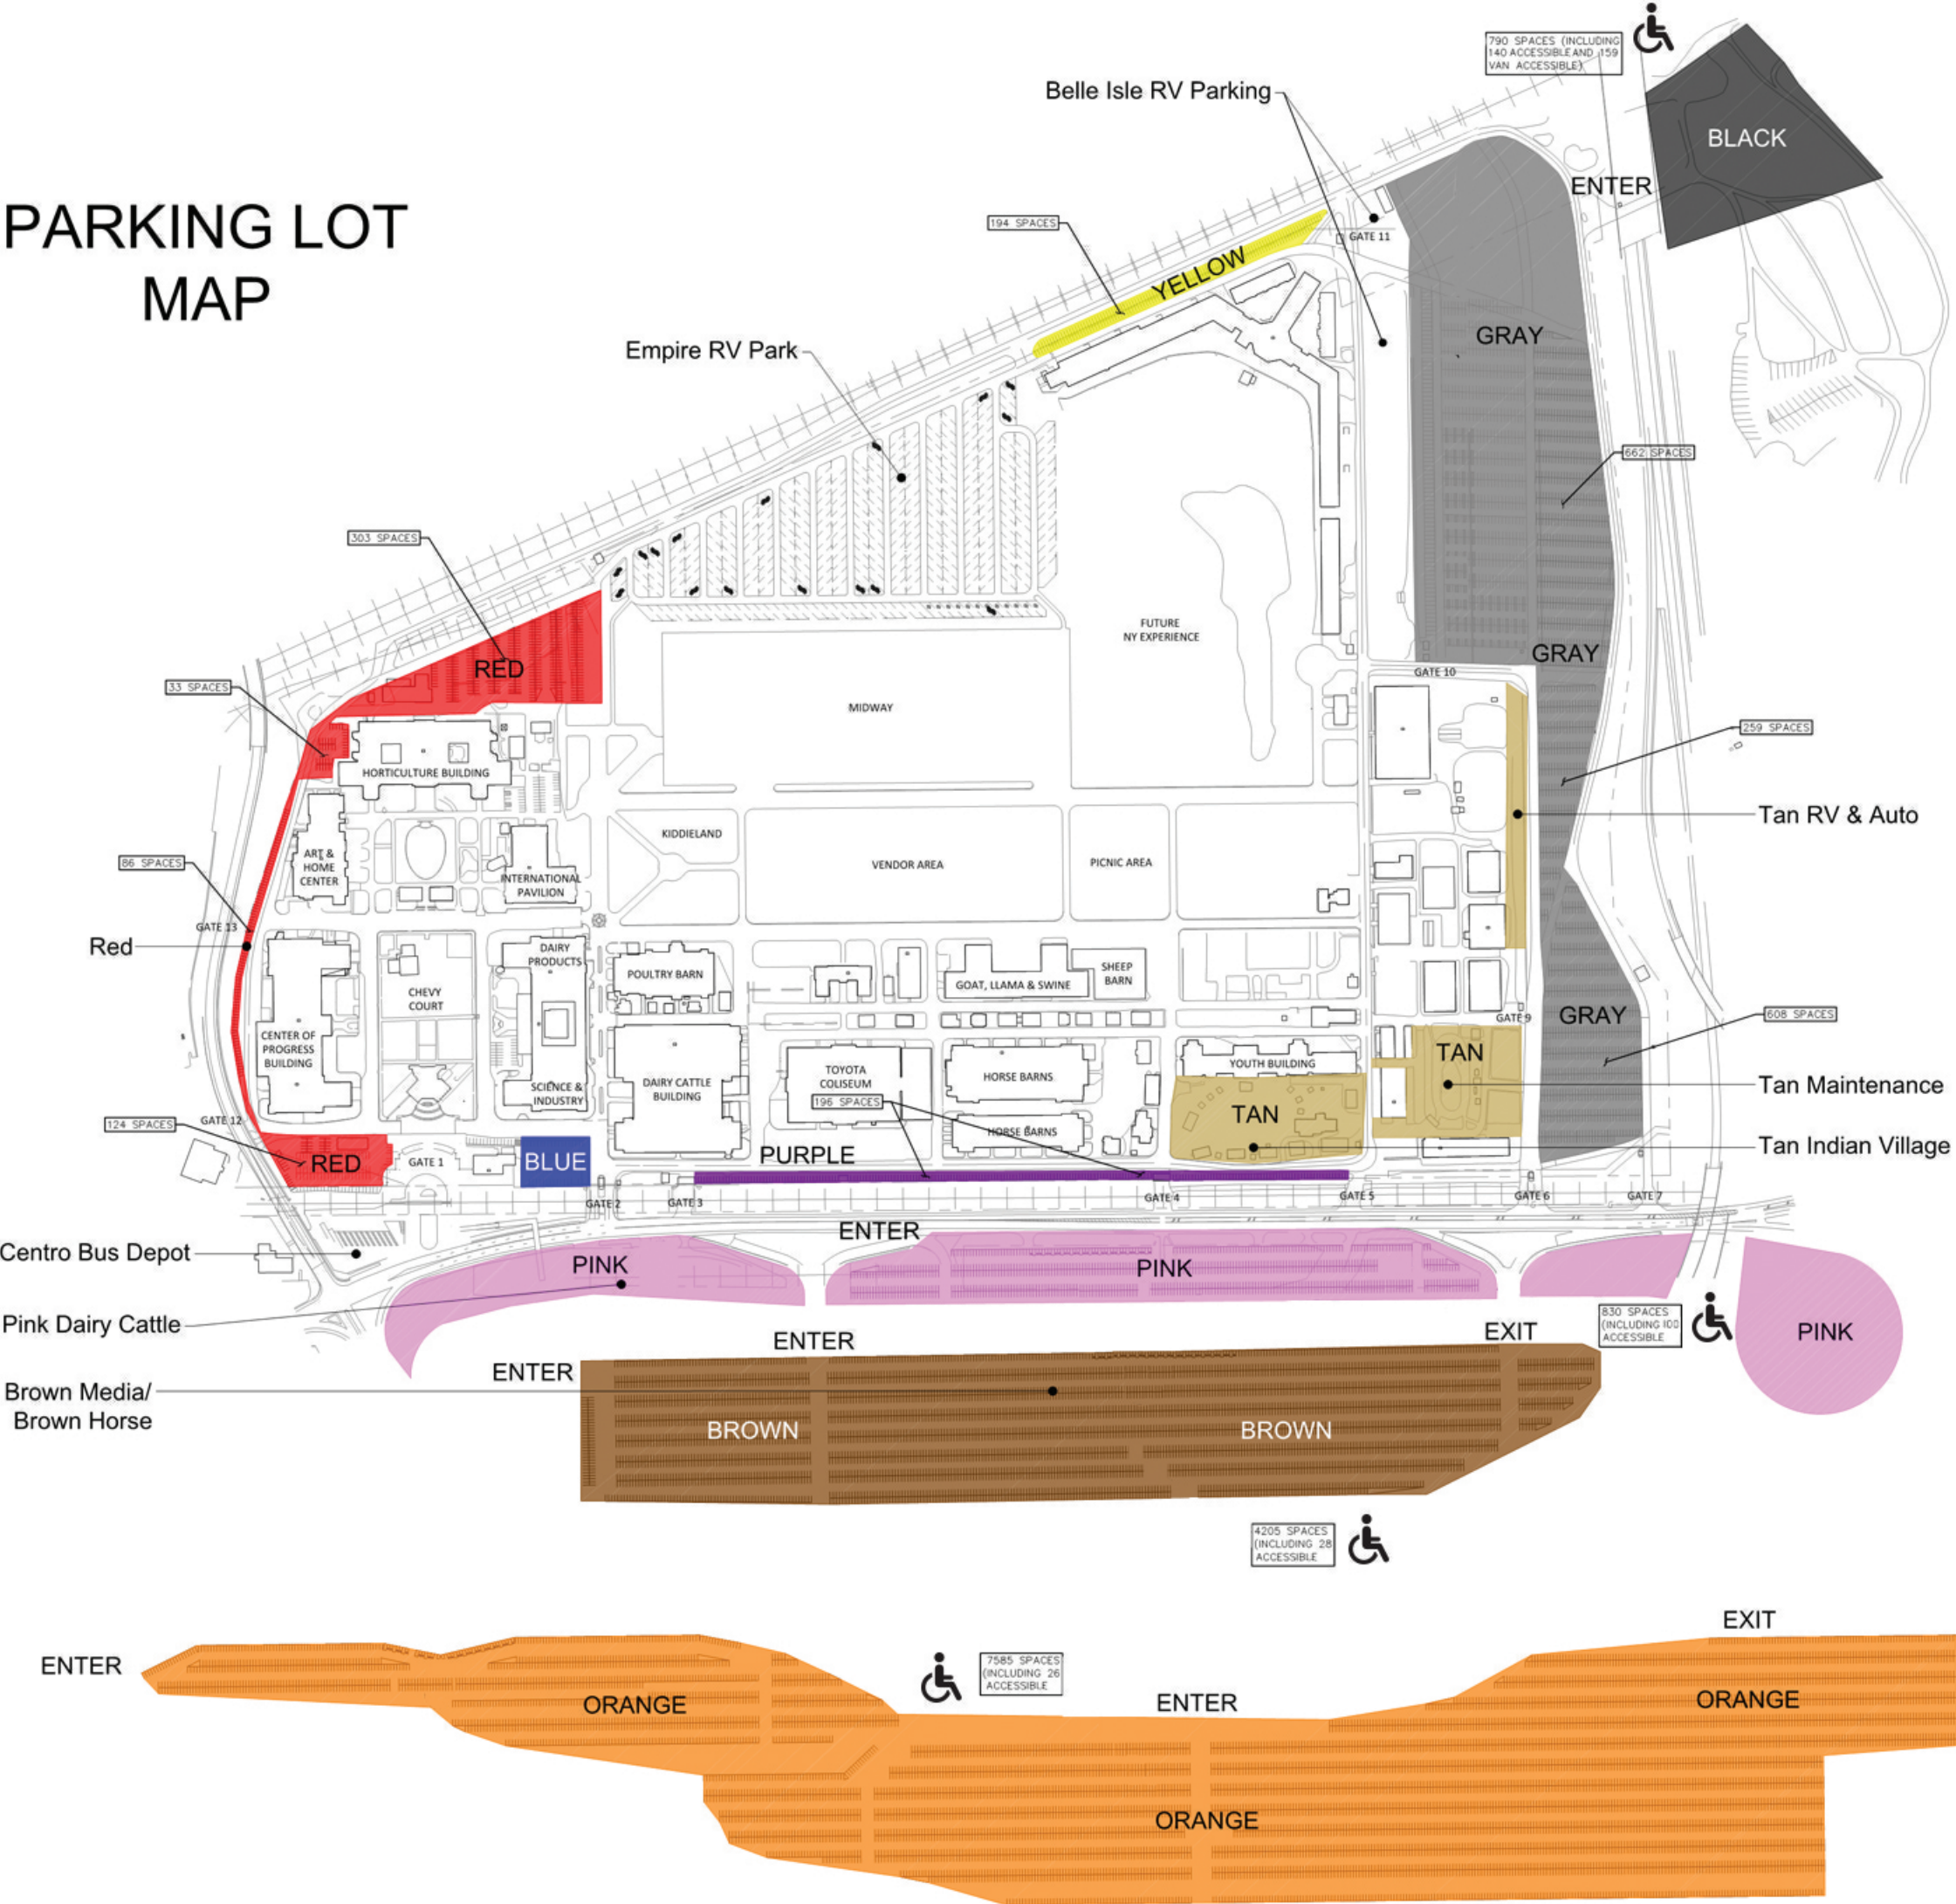 790 SPACES (INCLUDING
140 ACCESSIBLE AND 159
VAN ACCESSIBLE)
Belle Isle RV Parking
BLACK
ENTER
PARKING LOT
MAP
194 SPACES
GATE 11
YELLOW
GRAY
Empire RV Park
662 SPACES
303 SPACES
FUTURE
NY EXPERIENCE
GRAY
RED
GATE 10
33 SPACES
MIDWAY
259 SPACES
HORTICULTURE BUILDING
Tan RV & Auto
KIDDIELAND
86 SPACES
ART &
HOME
CENTER
VENDOR AREA
PICNIC AREA
INTERNATIONAL
PAVILION
GATE 13
Red
DAIRY
PRODUCTS
POULTRY BARN
SHEEP
BARN
GOAT, LLAMA & SWINE
CHEVY
COURT
GATE 9
GRAY
608 SPACES
CENTER OF
PROGRESS
BUILDING
TAN
YOUTH BUILDING
TOYOTA
COLISEUM
HORSE BARNS
DAIRY CATTLE
BUILDING
SCIENCE &
INDUSTRY
Tan Maintenance
196 SPACES
TAN
GATE 12
124 SPACES
HORSE BARNS
Tan Indian Village
PURPLE
RED
GATE 1
BLUE
GATE 2
GATE 3
GATE 4
GATE 5
GATE 6
GATE 7
ENTER
Centro Bus Depot
PINK
PINK
Pink Dairy Cattle
830 SPACES
(INCLUDING 100
ACCESSIBLE
PINK
ENTER
EXIT
ENTER
Brown Media/
Brown Horse
BROWN
BROWN
4205 SPACES
(INCLUDING 28
ACCESSIBLE
EXIT
ENTER
7585 SPACES
(INCLUDING 26
ACCESSIBLE
ORANGE
ENTER
ORANGE
ORANGE